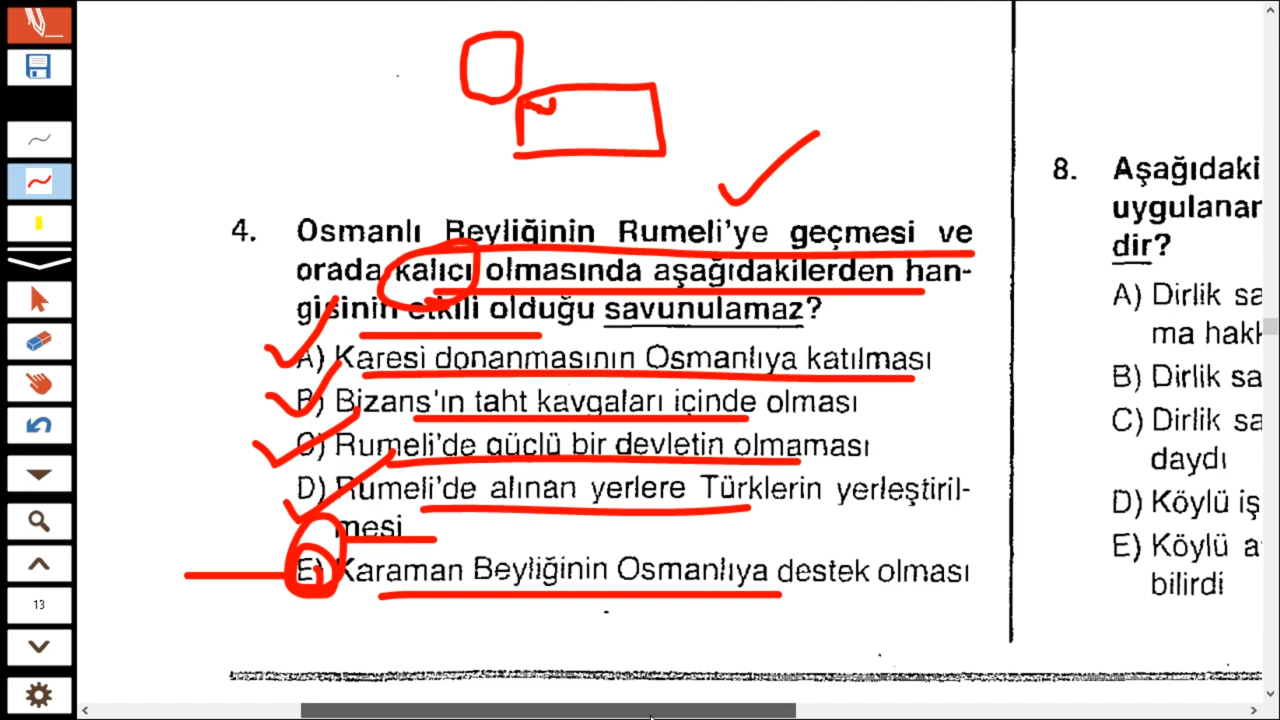 4. Osmanlı Beyliğinin Rumeli'ye geçmesi ve
orada kalıcı olmasında aşağıdakilerden han-
gisinin etkili olduğu savunulamaz?
A) Karesi donanmasının Osmanlıya katılması
B) Bizans'ın taht kavgaları içinde olması
C) Rumeli'de güçlü bir devletin olmaması
D) Rumeli'de alınan yerlere Türklerin yerleştiril-
mesi
E) Karaman Beyliğinin Osmanlıya destek olması
8. Aşağıdaki
uygulanan
dir?
A) Dirlik sa
ma hakk
B) Dirlik sa
C) Dirlik sa
daydı
D) Köylü iş
E) Köylü a
bilirdi
13